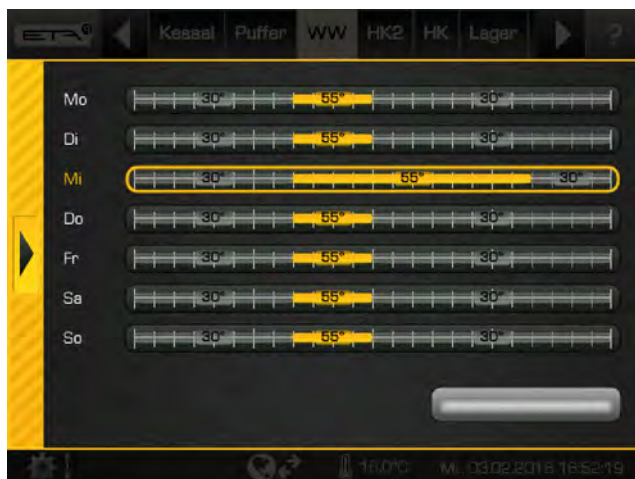 ETA
Kessel Puffer WW HK2 HK Lager ?
Mo 30° 55° 30°
Di 30° 55° 30°
Mi 30° 55° 30°
Do 30° 55° 30°
Fr 30° 55° 30°
Sa 30° 55° 30°
So 30° 55° 30°
16.0°C Mi. 03.02.2016 16:52:19